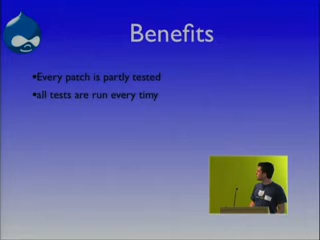 Benefits
•Every patch is partly tested
•all tests are run every timy